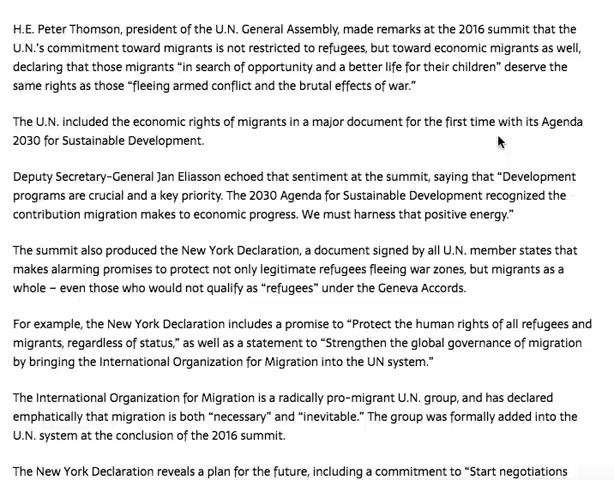 H.E. Peter Thomson, president of the U.N. General Assembly, made remarks at the 2016 summit that the
U.N.'s commitment toward migrants is not restricted to refugees, but toward economic migrants as well,
declaring that those migrants “in search of opportunity and a better life for their children” deserve the
same rights as those “fleeing armed conflict and the brutal effects of war.”
The U.N. included the economic rights of migrants in a major document for the first time with its Agenda
2030 for Sustainable Development.
Deputy Secretary-General Jan Eliasson echoed that sentiment at the summit, saying that “Development
programs are crucial and a key priority. The 2030 Agenda for Sustainable Development recognized the
contribution migration makes to economic progress. We must harness that positive energy.”
The summit also produced the New York Declaration, a document signed by all U.N. member states that
makes alarming promises to protect not only legitimate refugees fleeing war zones, but migrants as a
whole – even those who would not qualify as “refugees” under the Geneva Accords.
For example, the New York Declaration includes a promise to “Protect the human rights of all refugees and
migrants, regardless of status,” as well as a statement to “Strengthen the global governance of migration
by bringing the International Organization for Migration into the UN system.”
The International Organization for Migration is a radically pro-migrant U.N. group, and has declared
emphatically that migration is both “necessary” and “inevitable.” The group was formally added into the
U.N. system at the conclusion of the 2016 summit.
The New York Declaration reveals a plan for the future, including a commitment to “Start negotiations